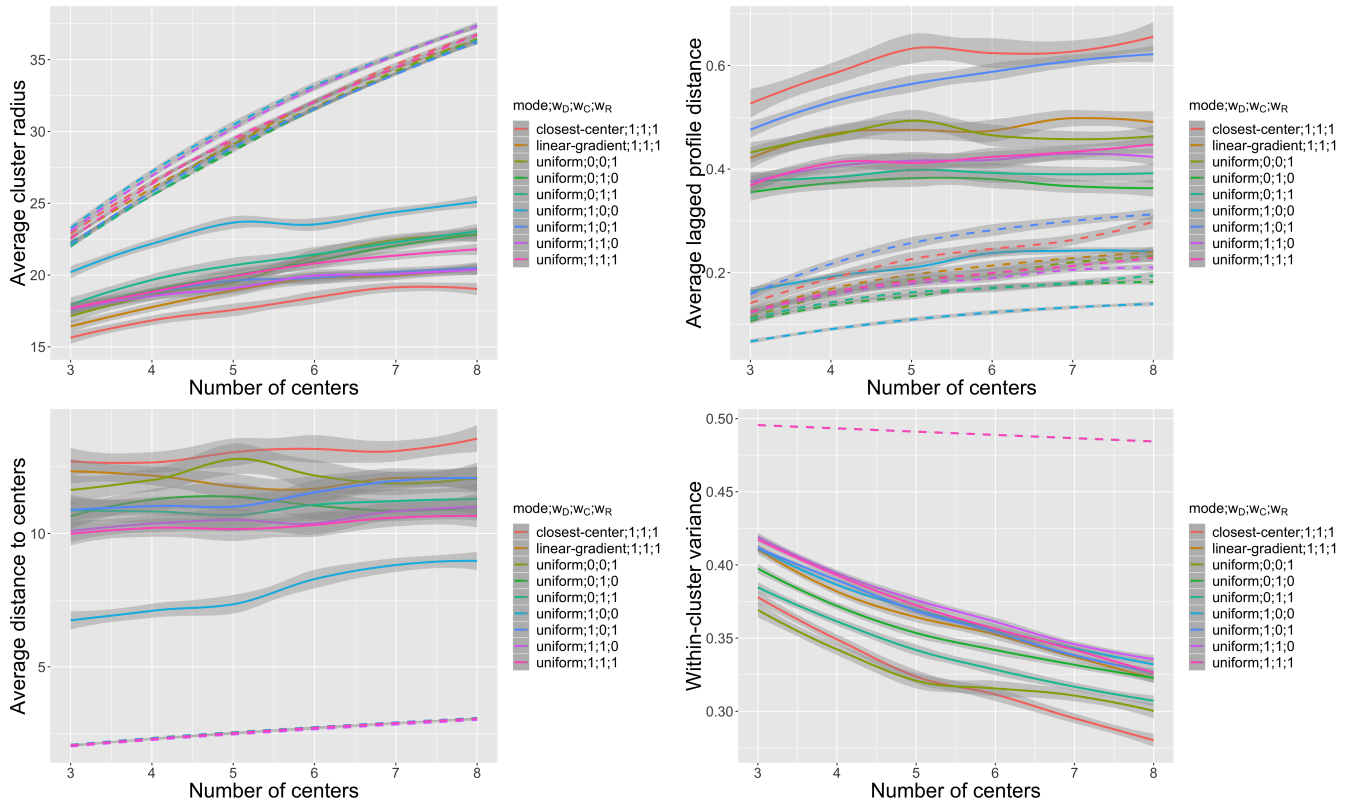 Average cluster radius
35
30
25
20
15
3 4 5 6 7 8
Number of centers
mode;wD;wC;wR
closest-center;1;1;1
linear-gradient;1;1;1
uniform;0;0;1
uniform;0;1;0
uniform;0;1;1
uniform;1;0;0
uniform;1;0;1
uniform;1;1;0
uniform;1;1;1
Average lagged profile distance
0.6
0.4
0.2
3 4 5 6 7 8
Number of centers
mode;wD;wC;wR
closest-center;1;1;1
linear-gradient;1;1;1
uniform;0;0;1
uniform;0;1;0
uniform;0;1;1
uniform;1;0;0
uniform;1;0;1
uniform;1;1;0
uniform;1;1;1
Average distance to centers
10
5
3 4 5 6 7 8
Number of centers
mode;wD;wC;wR
closest-center;1;1;1
linear-gradient;1;1;1
uniform;0;0;1
uniform;0;1;0
uniform;0;1;1
uniform;1;0;0
uniform;1;0;1
uniform;1;1;0
uniform;1;1;1
Within-cluster variance
0.50
0.45
0.40
0.35
0.30
3 4 5 6 7 8
Number of centers
mode;wD;wC;wR
closest-center;1;1;1
linear-gradient;1;1;1
uniform;0;0;1
uniform;0;1;0
uniform;0;1;1
uniform;1;0;0
uniform;1;0;1
uniform;1;1;0
uniform;1;1;1